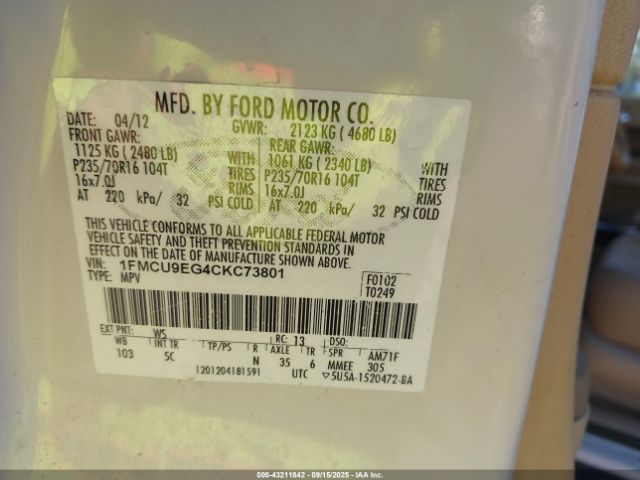 MFD. BY FORD MOTOR CO.
DATE: 04/12 GVWR: 2123 KG ( 4680 LB)
FRONT GAWR: REAR GAWR:
1125 KG ( 2480 LB) WITH 1061 KG ( 2340 LB) WITH
P235/70R16 104T TIRES P235/70R16 104T TIRES
16x7.0J RIMS 16x7.0J RIMS
AT 220 kPa/ 32 PSI COLD AT 220 kPa/ 32 PSI COLD
THIS VEHICLE CONFORMS TO ALL APPLICABLE FEDERAL MOTOR
VEHICLE SAFETY AND THEFT PREVENTION STANDARDS IN
EFFECT ON THE DATE OF MANUFACTURE SHOWN ABOVE.
VIN: 1FMCU9EG4CKC73801 F0102
TYPE: MPV T0249
EXT PNT: WS RC: 13 DSO:
WB INT TR TP/PS R AXLE TR SPR AM71F
103 5C N 35 6 MMEE 305
1201204181591 UTC ▽5U5A-1520472-BA
000-43211842 - 09/15/2025 - IAA Inc.